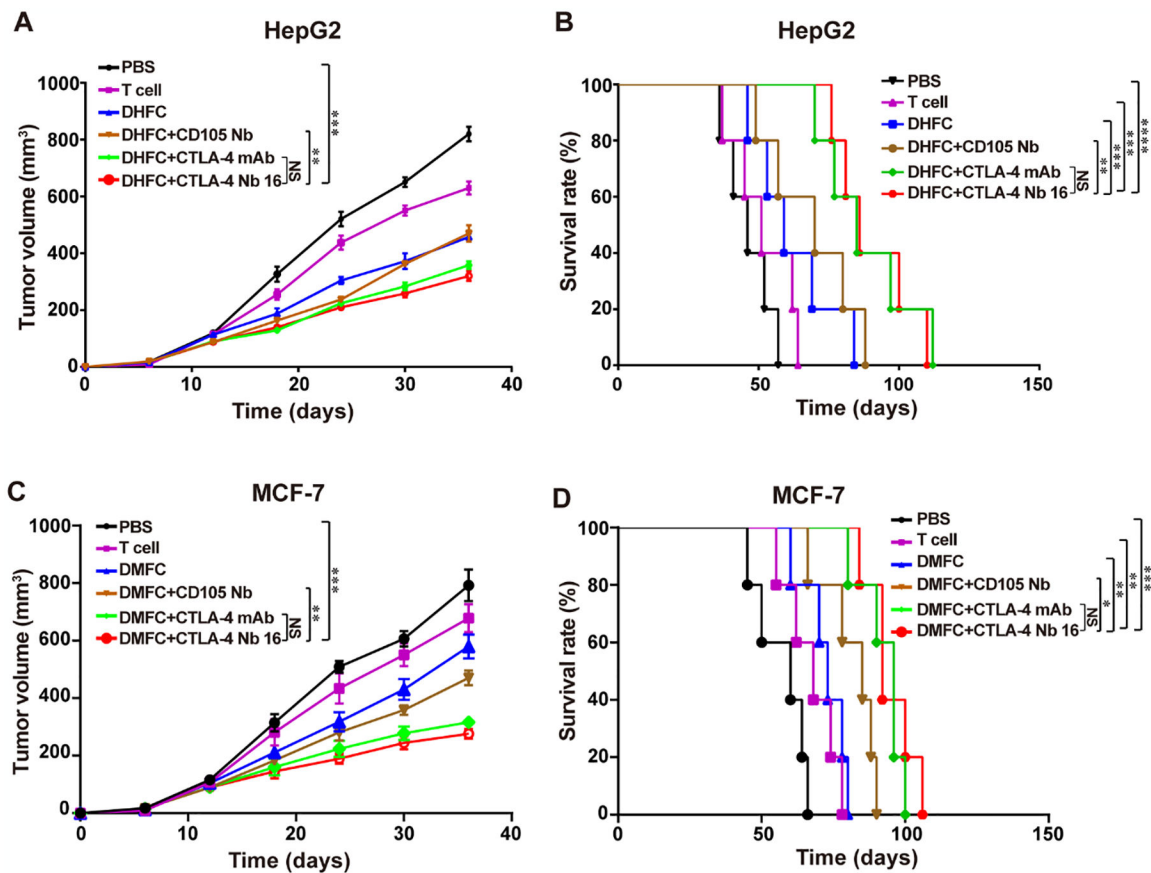 A
HepG2
Tumor volume (mm³)
1000
800
600
400
200
0
0
10
20
30
40
Time (days)
PBS
T cell
DHFC
DHFC+CD105 Nb
DHFC+CTLA-4 mAb
DHFC+CTLA-4 Nb 16
NS
**
***
B
HepG2
Survival rate (%)
100
80
60
40
20
0
0
50
100
150
Time (days)
PBS
T cell
DHFC
DHFC+CD105 Nb
DHFC+CTLA-4 mAb
DHFC+CTLA-4 Nb 16
NS
**
***
***
****
C
MCF-7
Tumor volume (mm³)
1000
800
600
400
200
0
0
10
20
30
40
Time (days)
PBS
T cell
DMFC
DMFC+CD105 Nb
DMFC+CTLA-4 mAb
DMFC+CTLA-4 Nb 16
NS
**
***
D
MCF-7
Survival rate (%)
100
80
60
40
20
0
0
50
100
150
Time (days)
PBS
T cell
DMFC
DMFC+CD105 Nb
DMFC+CTLA-4 mAb
DMFC+CTLA-4 Nb 16
NS
*
**
***
***